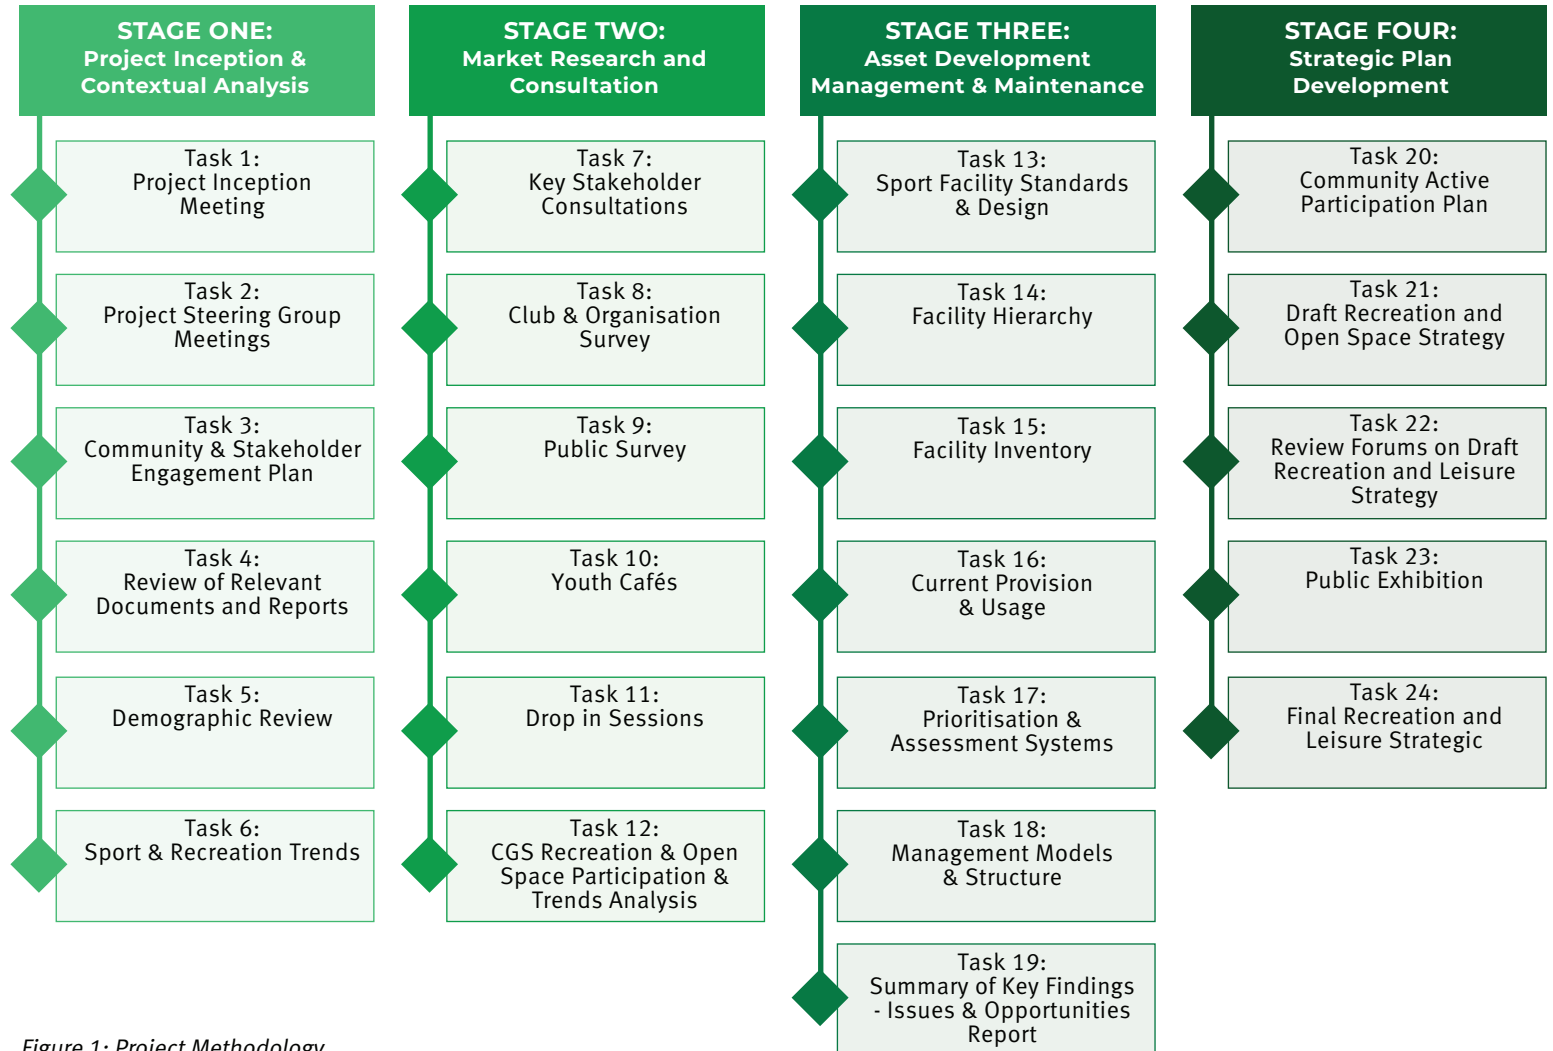 STAGE ONE:
Project Inception &
Contextual Analysis
Task 1:
Project Inception
Meeting
Task 2:
Project Steering Group
Meetings
Task 3:
Community & Stakeholder
Engagement Plan
Task 4:
Review of Relevant
Documents and Reports
Task 5:
Demographic Review
Task 6:
Sport & Recreation Trends
STAGE TWO:
Market Research and
Consultation
Task 7:
Key Stakeholder
Consultations
Task 8:
Club & Organisation
Survey
Task 9:
Public Survey
Task 10:
Youth Cafés
Task 11:
Drop in Sessions
Task 12:
CGS Recreation & Open
Space Participation &
Trends Analysis
STAGE THREE:
Asset Development
Management & Maintenance
Task 13:
Sport Facility Standards
& Design
Task 14:
Facility Hierarchy
Task 15:
Facility Inventory
Task 16:
Current Provision
& Usage
Task 17:
Prioritisation &
Assessment Systems
Task 18:
Management Models
& Structure
Task 19:
Summary of Key Findings
- Issues & Opportunities
Report
STAGE FOUR:
Strategic Plan
Development
Task 20:
Community Active
Participation Plan
Task 21:
Draft Recreation and
Open Space Strategy
Task 22:
Review Forums on Draft
Recreation and Leisure
Strategy
Task 23:
Public Exhibition
Task 24:
Final Recreation and
Leisure Strategic
Figure 1: Project Methodology